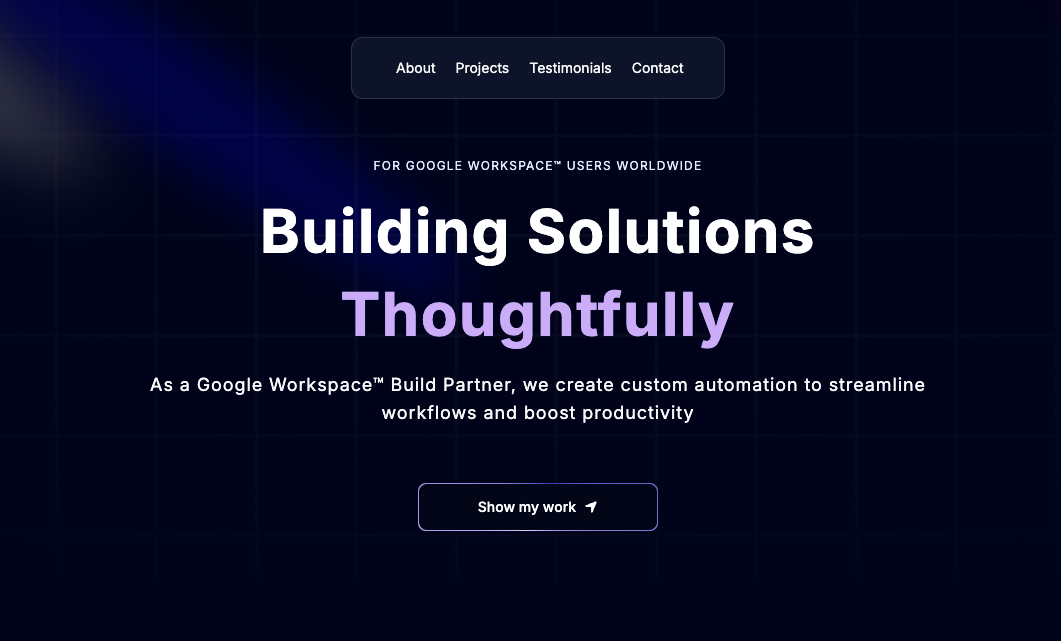 About Projects Testimonials Contact
FOR GOOGLE WORKSPACE™ USERS WORLDWIDE
Building Solutions
Thoughtfully
As a Google Workspace™ Build Partner, we create custom automation to streamline
workflows and boost productivity
Show my work